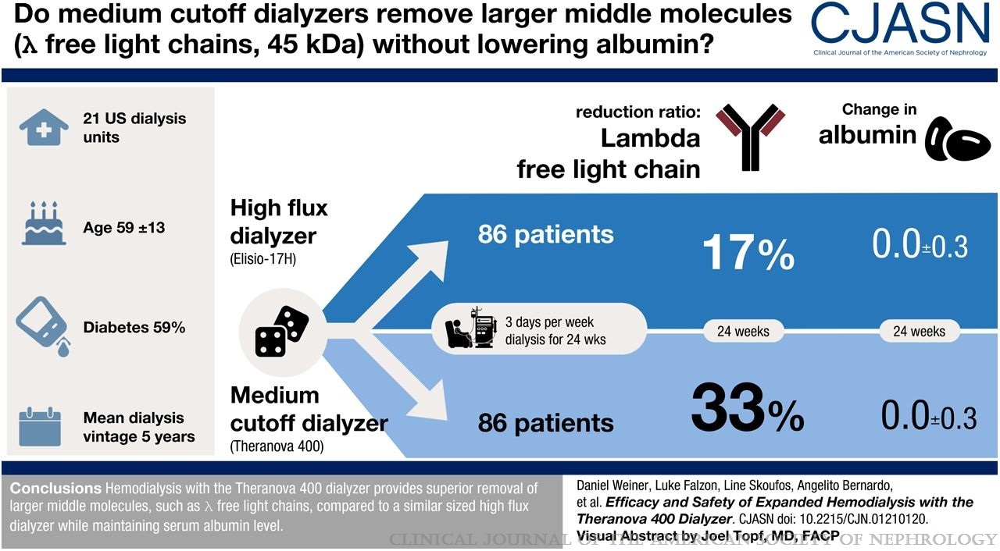 Do medium cutoff dialyzers remove larger middle molecules
(λ free light chains, 45 kDa) without lowering albumin?
CJASN
Clinical Journal of the American Society of Nephrology
21 US dialysis
units
Age 59 ±13
Diabetes 59%
Mean dialysis
vintage 5 years
reduction ratio:
Lambda
free light chain
Change in
albumin
High flux
dialyzer
(Elisio-17H)
86 patients
17%
0.0±0.3
3 days per week
dialysis for 24 wks
24 weeks
24 weeks
Medium
cutoff dialyzer
(Theranova 400)
86 patients
33%
0.0±0.3
Conclusions Hemodialysis with the Theranova 400 dialyzer provides superior removal of
larger middle molecules, such as λ free light chains, compared to a similar sized high flux
dialyzer while maintaining serum albumin level.
Daniel Weiner, Luke Falzon, Line Skoufos, Angelito Bernardo,
et al. Efficacy and Safety of Expanded Hemodialysis with the
Theranova 400 Dialyzer. CJASN doi: 10.2215/CJN.01210120.
Visual Abstract by Joel Topf, MD, FACP
CLINICAL JOURNAL OF THE AMERICAN SOCIETY OF NEPHROLOGY